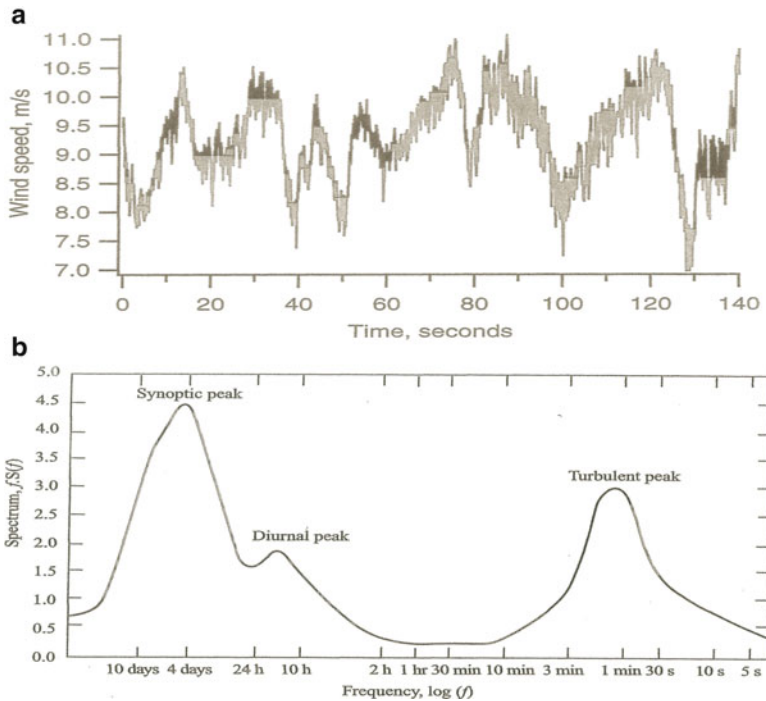 a
Wind speed, m/s
11.0
10.5
10.0
9.5
9.0
8.5
8.0
7.5
7.0
0 20 40 60 80 100 120 140
Time, seconds
b
Spectrum, f.S(f)
5.0
4.5
4.0
3.5
3.0
2.5
2.0
1.5
1.0
0.5
0.0
Synoptic peak
Diurnal peak
Turbulent peak
10 days 4 days 24 h 10 h 2 h 1 hr 30 min 10 min 3 min 1 min 30 s 10 s 5 s
Frequency, log (f)